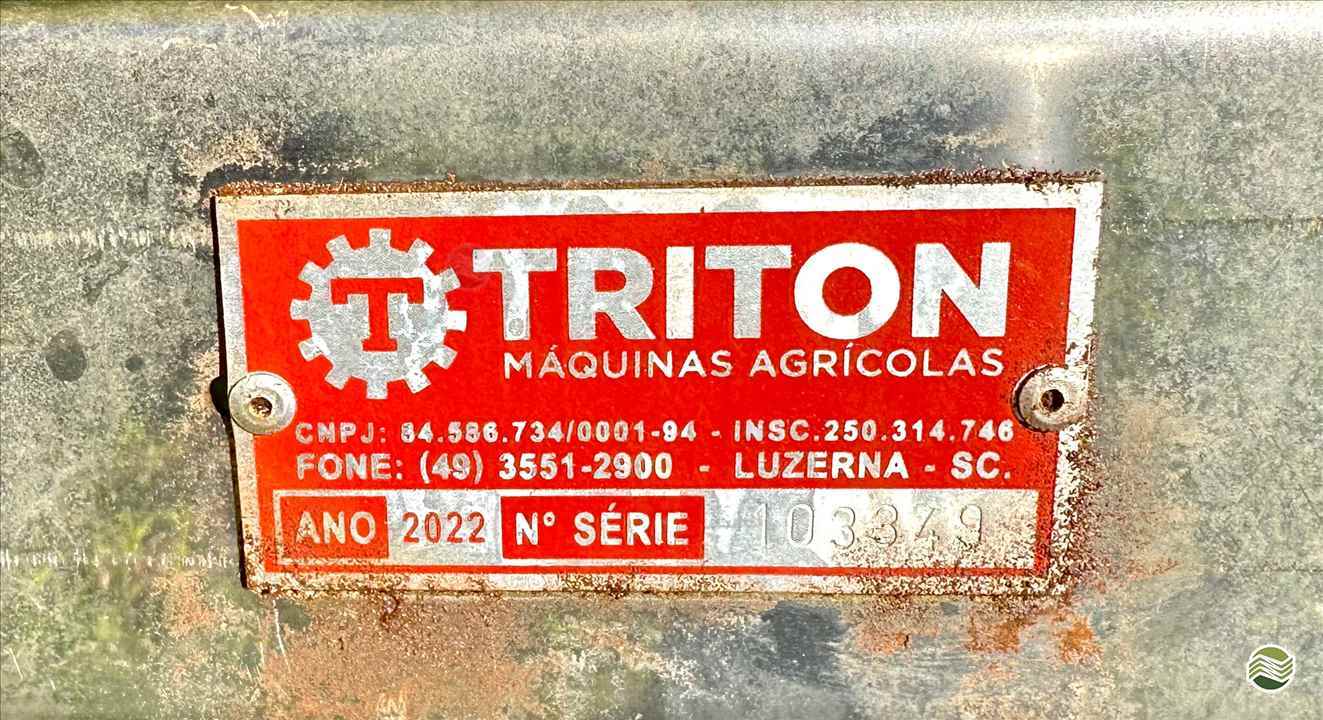 T TRITON
MÁQUINAS AGRÍCOLAS
CNPJ: 84.586.734/0001-94 - INSC.250.314.746
FONE: (49) 3551-2900 - LUZERNA - SC.
ANO 2022 Nº SÉRIE 103349